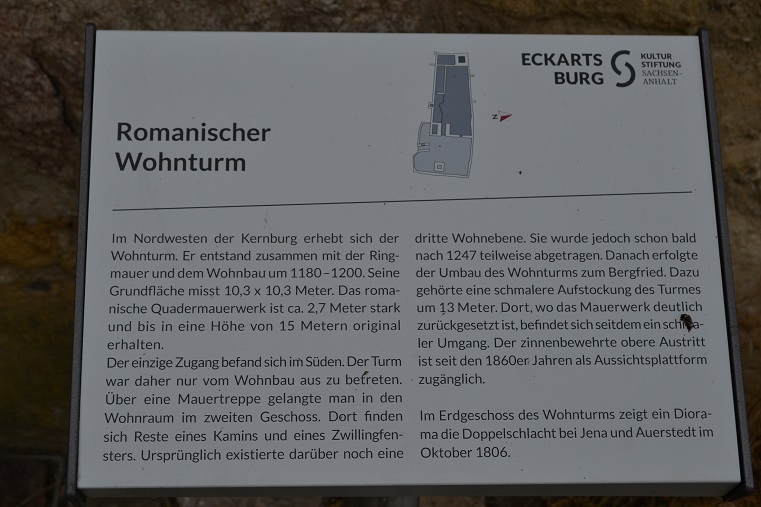 ECKARTS
BURG
KULTUR
STIFTUNG
SACHSEN-
ANHALT
N
Romanischer
Wohnturm
Im Nordwesten der Kernburg erhebt sich der
Wohnturm. Er entstand zusammen mit der Ring-
mauer und dem Wohnbau um 1180–1200. Seine
Grundfläche misst 10,3 x 10,3 Meter. Das roma-
nische Quadermauerwerk ist ca. 2,7 Meter stark
und bis in eine Höhe von 15 Metern original
erhalten.
Der einzige Zugang befand sich im Süden. Der Turm
war daher nur vom Wohnbau aus zu betreten.
Über eine Mauertreppe gelangte man in den
Wohnraum im zweiten Geschoss. Dort finden
sich Reste eines Kamins und eines Zwillingfen-
sters. Ursprünglich existierte darüber noch eine
dritte Wohnebene. Sie wurde jedoch schon bald
nach 1247 teilweise abgetragen. Danach erfolgte
der Umbau des Wohnturms zum Bergfried. Dazu
gehörte eine schmalere Aufstockung des Turmes
um 13 Meter. Dort, wo das Mauerwerk deutlich
zurückgesetzt ist, befindet sich seitdem ein schma-
ler Umgang. Der zinnenbewehrte obere Austritt
ist seit den 1860er Jahren als Aussichtsplattform
zugänglich.
Im Erdgeschoss des Wohnturms zeigt ein Diora-
ma die Doppelschlacht bei Jena und Auerstedt im
Oktober 1806.